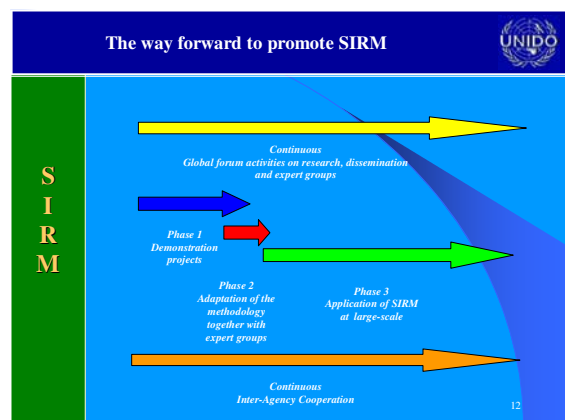 The way forward to promote SIRM
UNIDO
S
I
R
M
Continuous
Global forum activities on research, dissemination
and expert groups
Phase 1
Demonstration
projects
Phase 2
Adaptation of the
methodology
together with
expert groups
Phase 3
Application of SIRM
at large-scale
Continuous
Inter-Agency Cooperation
12